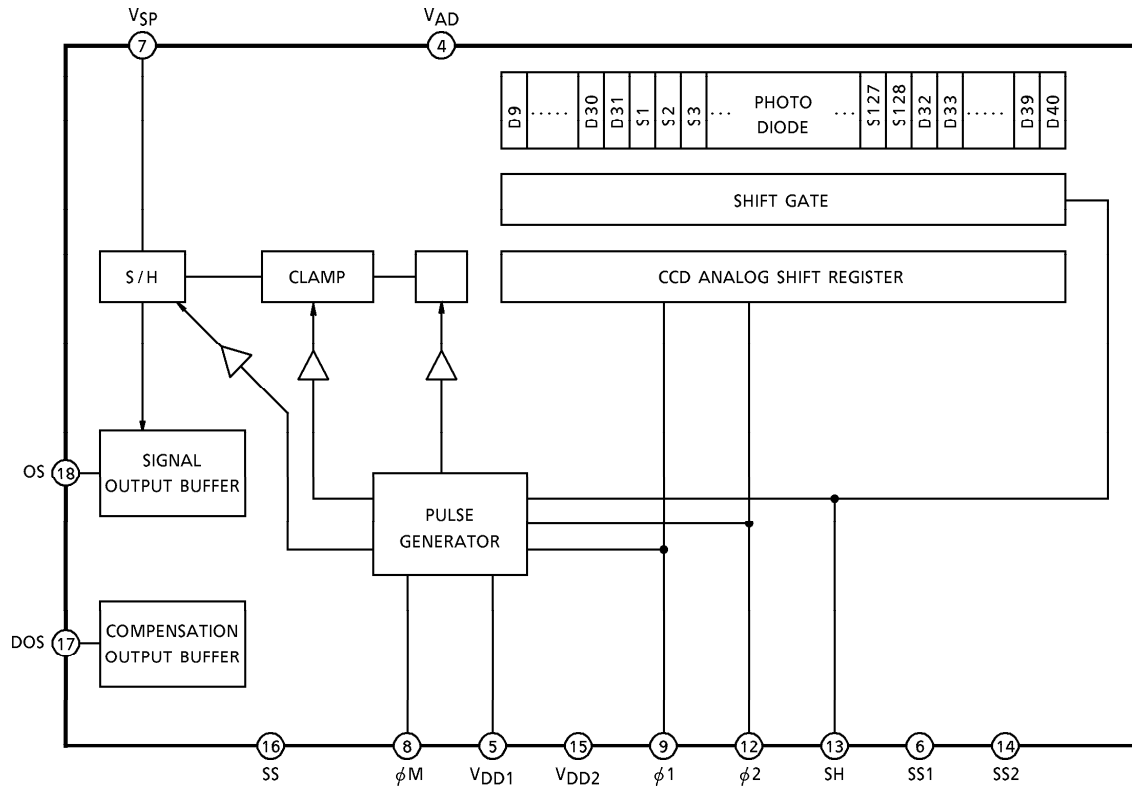 VSP
VAD
7
4
D9 ..... D30 D31 S1 S2 S3 ... PHOTO DIODE ... S127 S128 D32 D33 ..... D39 D40
SHIFT GATE
S/H
CLAMP
CCD ANALOG SHIFT REGISTER
SIGNAL
OUTPUT BUFFER
OS 18
PULSE
GENERATOR
COMPENSATION
OUTPUT BUFFER
DOS 17
16 8 5 15 9 12 13 6 14
SS ϕM VDD1 VDD2 ϕ1 ϕ2 SH SS1 SS2